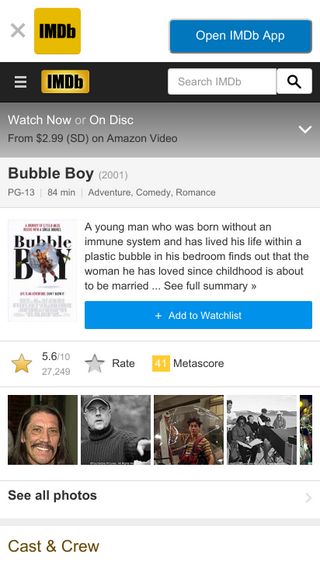 IMDb
Open IMDb App
IMDb
Search IMDb
Watch Now or On Disc
From $2.99 (SD) on Amazon Video
Bubble Boy (2001)
PG-13 | 84 min | Adventure, Comedy, Romance
Bubble
BOY
A young man who was born without an
immune system and has lived his life within a
plastic bubble in his bedroom finds out that the
woman he has loved since childhood is about
to be married ... See full summary »
+ Add to Watchlist
5.6/10
27,249
Rate
41 Metascore
See all photos
Cast & Crew